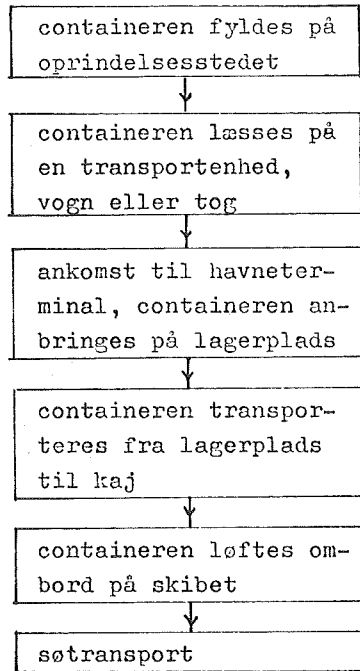 containeren fyldes på
oprindelsesstedet
containeren læsses på
en transportenhed,
vogn eller tog
ankomst til havneter-
minal, containeren an-
bringes på lagerplads
containeren transpor-
teres fra lagerplads
til kaj
containeren løftes om-
bord på skibet
søtransport